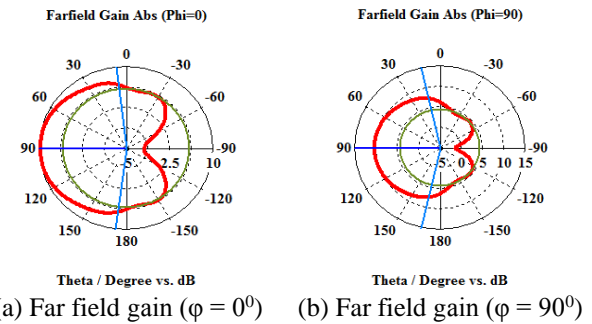 Farfield Gain Abs (Phi=0)
0
30 -30
60 -60
90 -5 2.5 10 -90
120 -120
150 -150
180
Theta / Degree vs. dB
(a) Far field gain (φ = 0⁰)
Farfield Gain Abs (Phi=90)
0
30 -30
60 -60
90 -5 0 10 15 -90
120 -120
150 -150
180
Theta / Degree vs. dB
(b) Far field gain (φ = 90⁰)